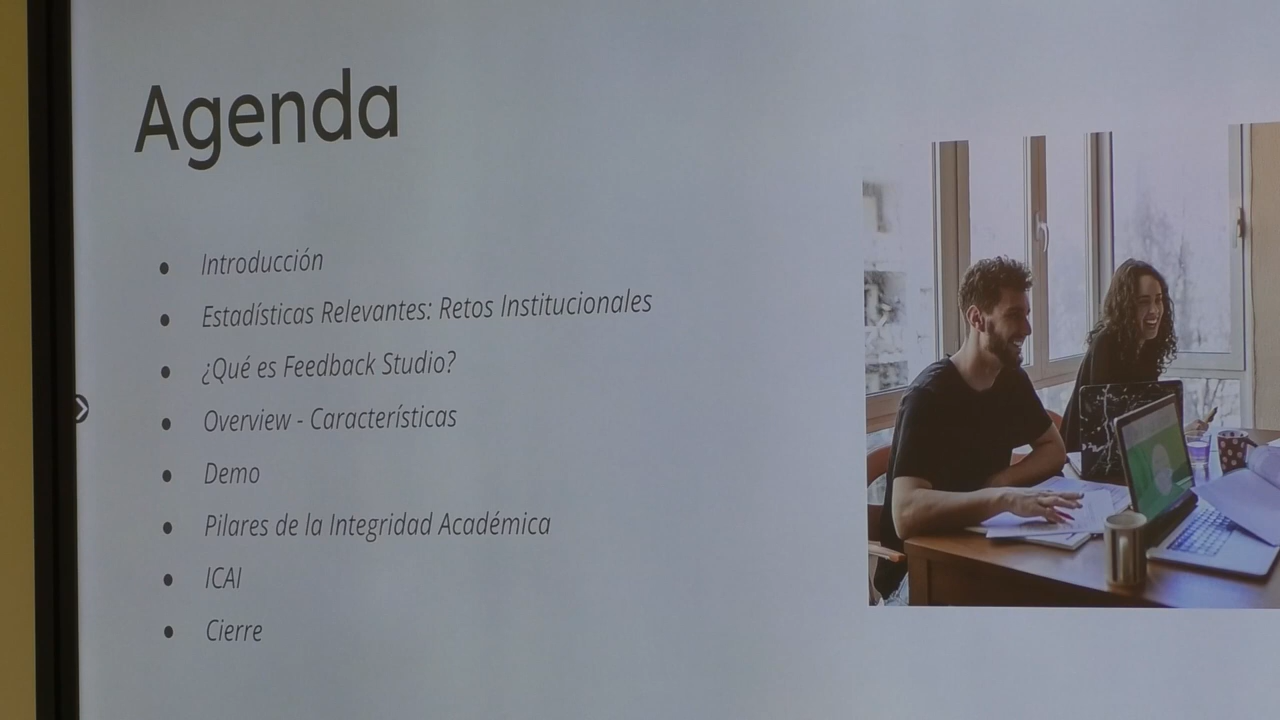 Agenda
• Introducción
• Estadísticas Relevantes: Retos Institucionales
• ¿Qué es Feedback Studio?
• Overview - Características
• Demo
• Pilares de la Integridad Académica
• ICAI
• Cierre